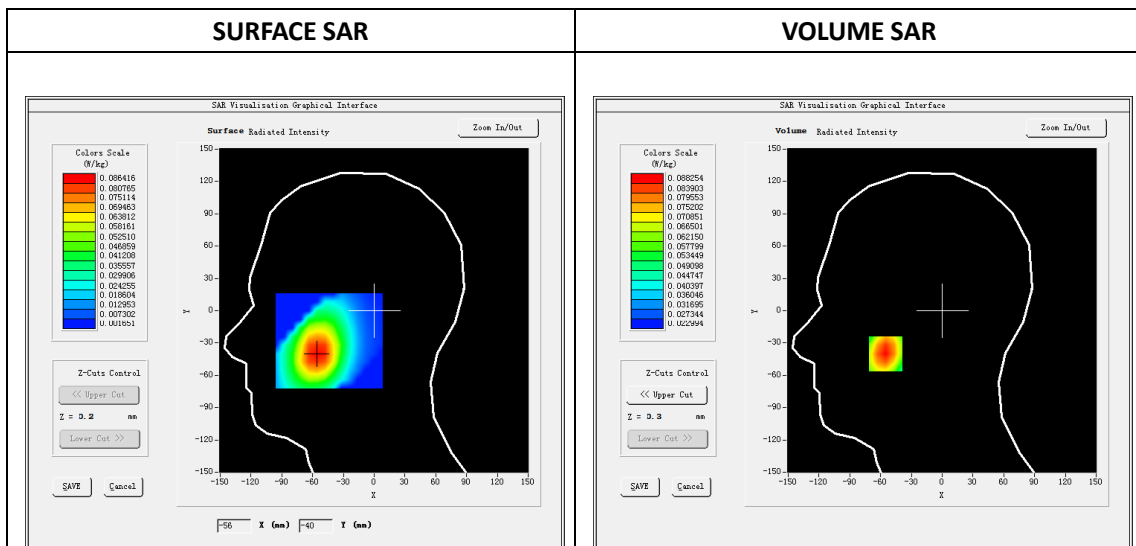 SURFACE SAR
SAR Visualisation Graphical Interface
Surface Radiated Intensity
Zoom In/Out
Colors Scale
(W/kg)
0.086416
0.080765
0.075114
0.069463
0.063812
0.058161
0.052510
0.046859
0.041208
0.035557
0.029906
0.024255
0.018604
0.012953
0.007302
0.001651
Z-Cuts Control
<< Upper Cut
Z = 0.2 mm
Lower Cut >>
SAVE Cancel
150
120
90
60
30
0
-30
-60
-90
-120
-150
Y
-150 -120 -90 -60 -30 0 30 60 90 120 150
X
-56 X (mm) -40 Y (mm)
VOLUME SAR
SAR Visualisation Graphical Interface
Volume Radiated Intensity
Zoom In/Out
Colors Scale
(W/kg)
0.088254
0.083903
0.079553
0.075202
0.070851
0.066501
0.062150
0.057799
0.053449
0.049098
0.044747
0.040397
0.036046
0.031695
0.027344
0.022994
Z-Cuts Control
<< Upper Cut
Z = 0.3 mm
Lower Cut >>
SAVE Cancel
150
120
90
60
30
0
-30
-60
-90
-120
-150
Y
-150 -120 -90 -60 -30 0 30 60 90 120 150
X